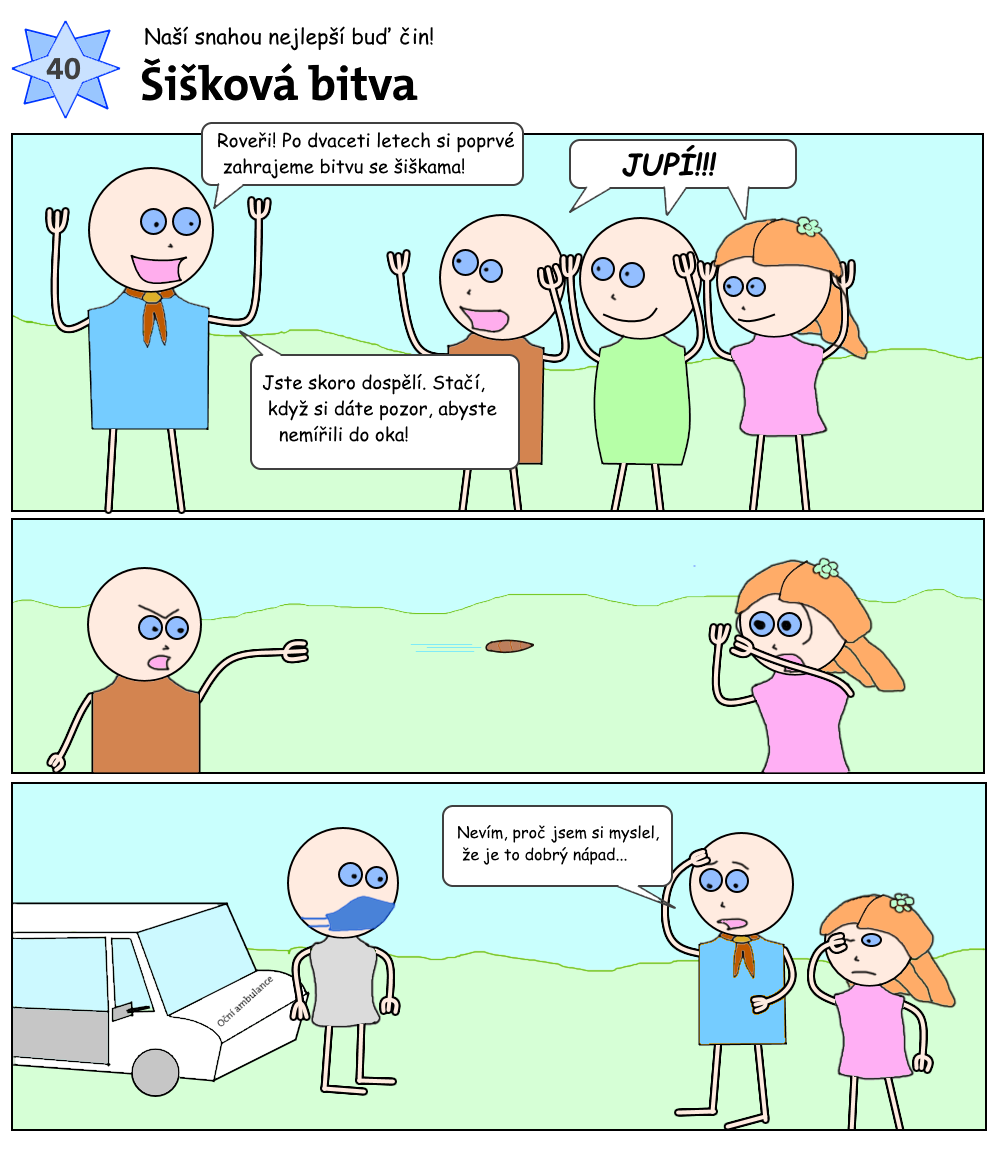 40
Naší snahou nejlepší buď čin!
Šišková bitva
Roveři! Po dvaceti letech si poprvé
zahrajeme bitvu se šiškama!
JUPÍ!!!
Jste skoro dospělí. Stačí,
když si dáte pozor, abyste
nemířili do oka!
Nevím, proč jsem si myslel,
že je to dobrý nápad...
Oční ambulance